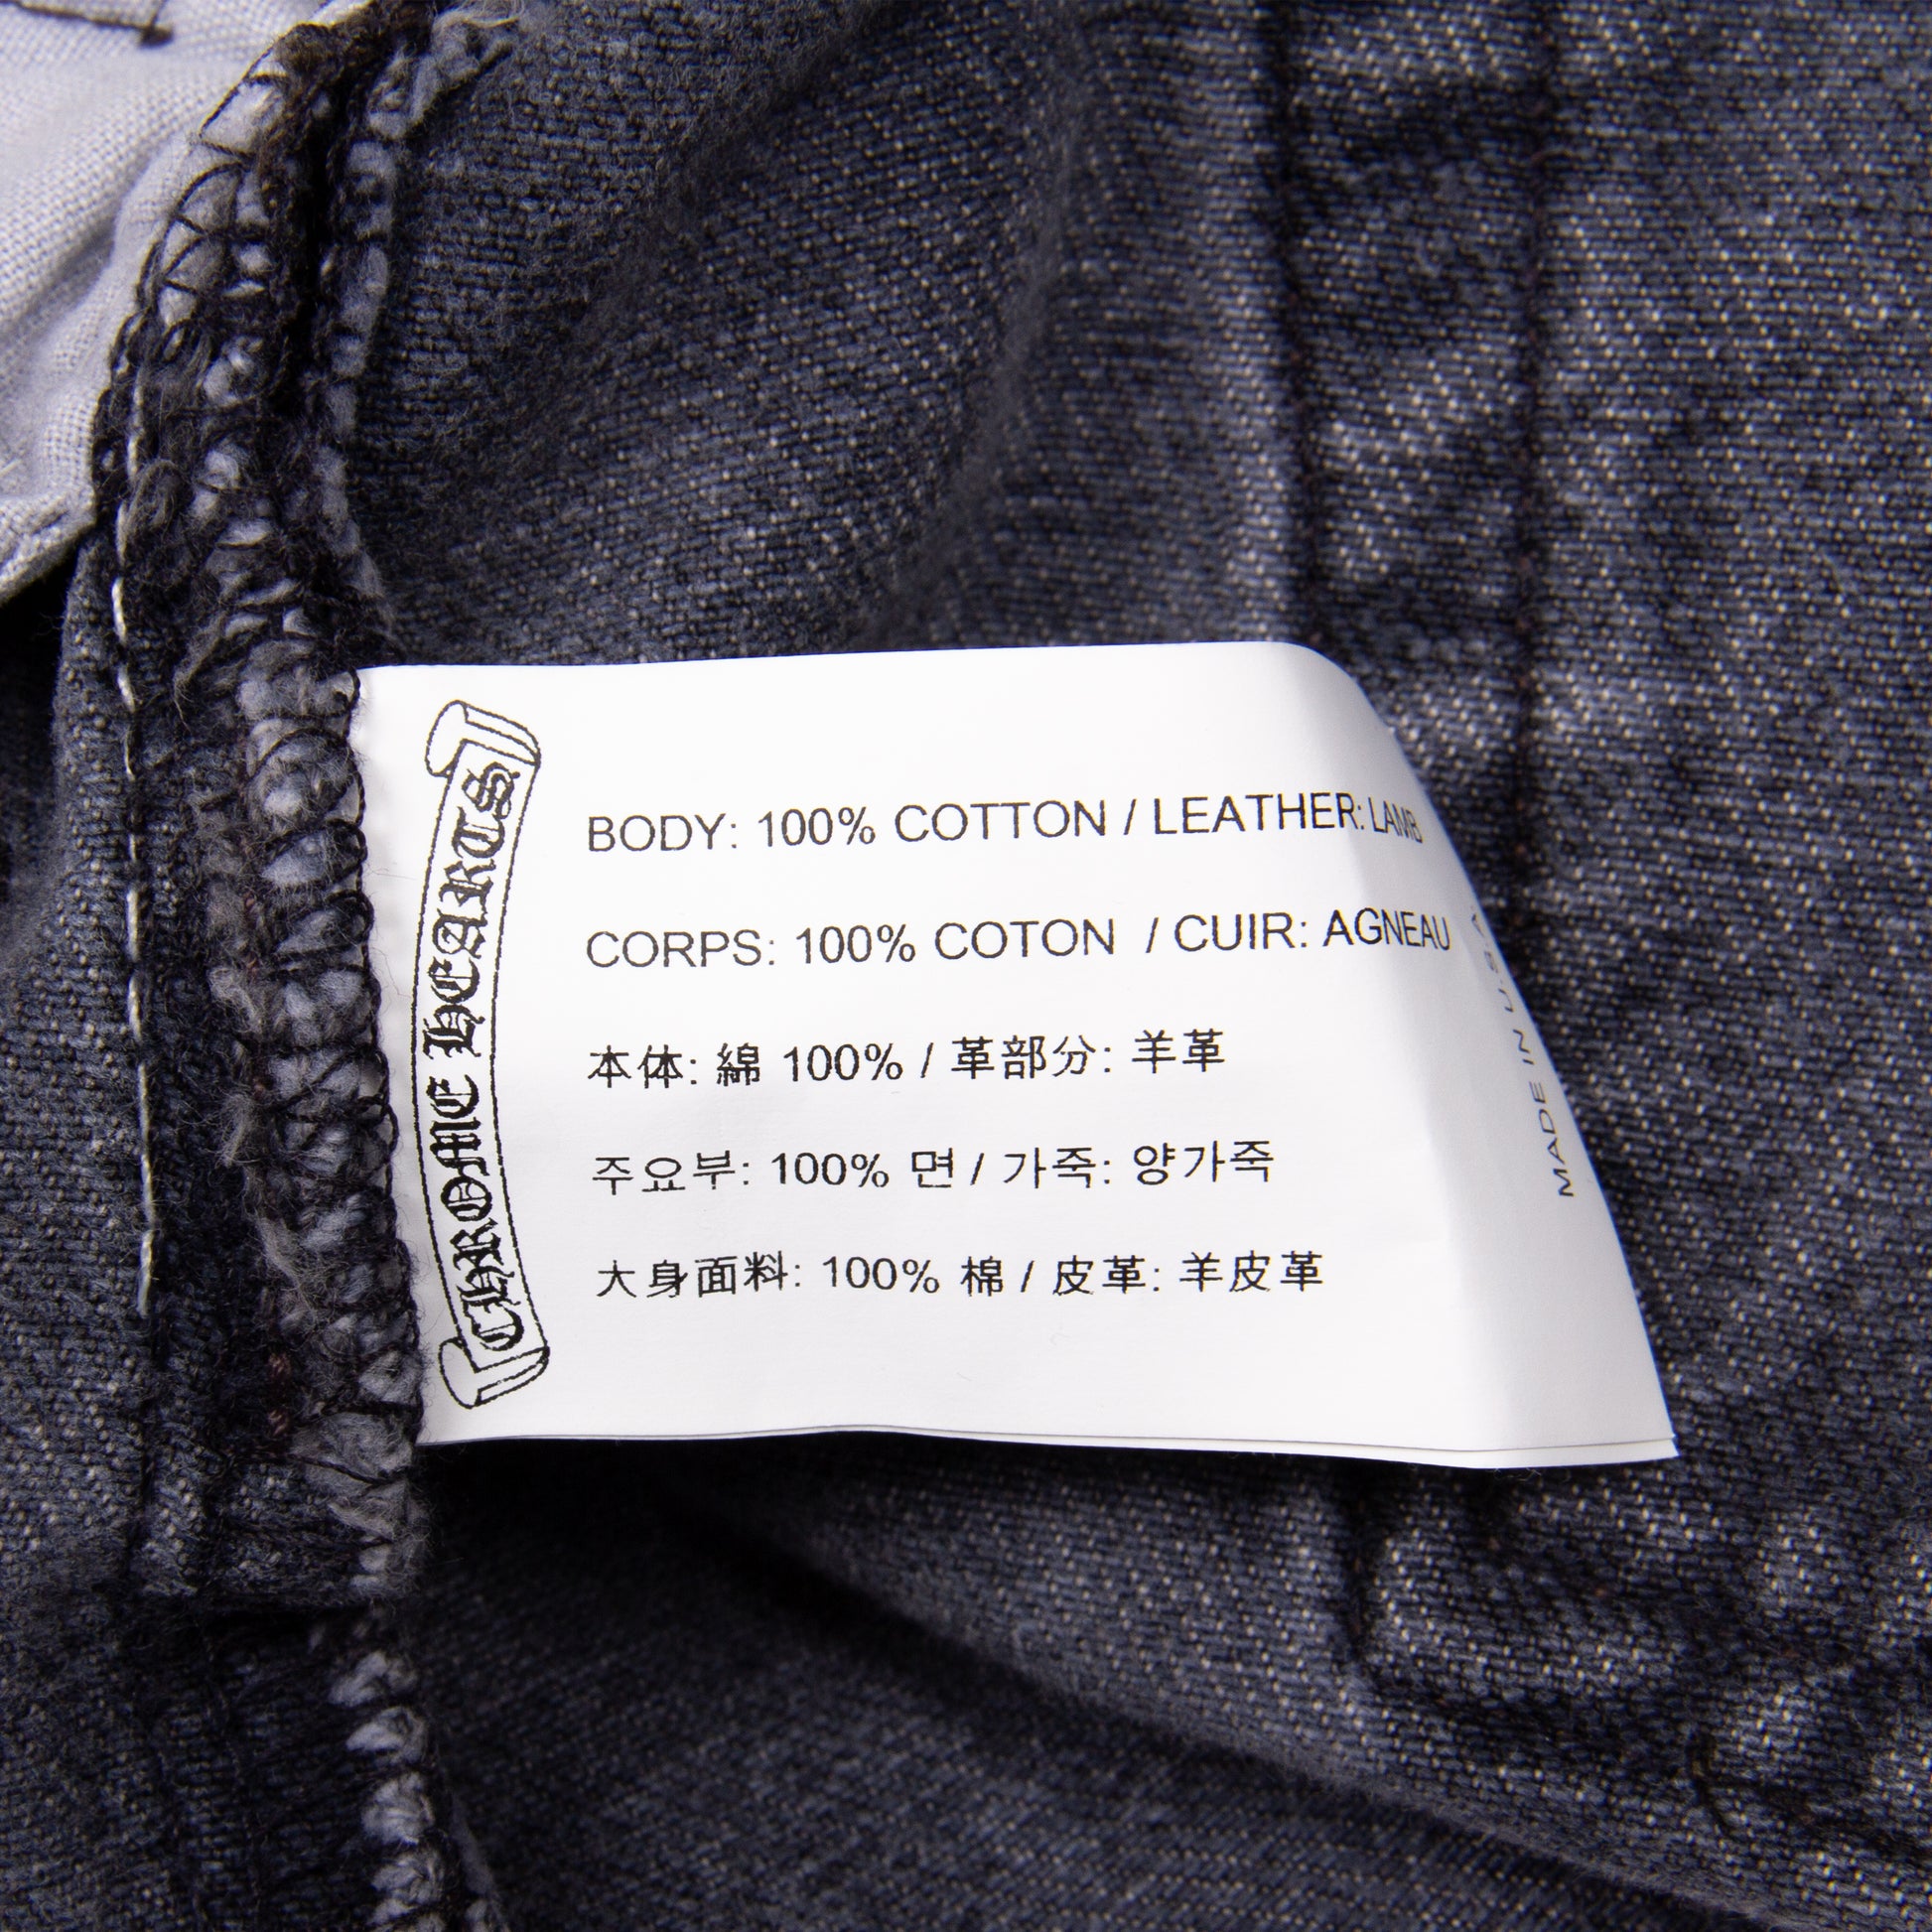 CHROME HEARTS
BODY: 100% COTTON / LEATHER: LAMB
CORPS: 100% COTON / CUIR: AGNEAU
本体: 綿 100% / 革部分: 羊革
주요부: 100% 면 / 가죽: 양가죽
大身面料: 100% 棉 / 皮革: 羊皮革
MADE IN U.S.A